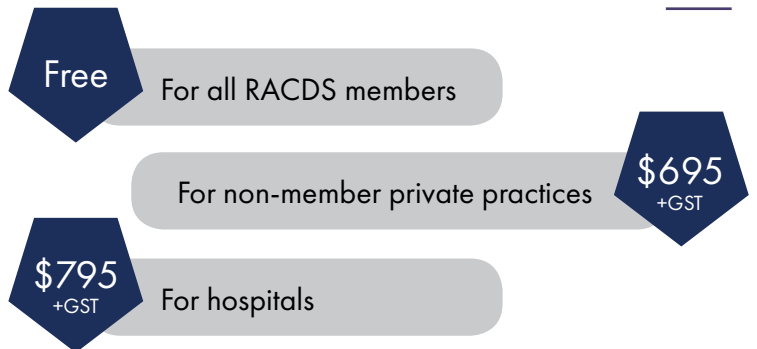 Free
For all RACDS members
For non-member private practices
$695
+GST
$795
+GST
For hospitals